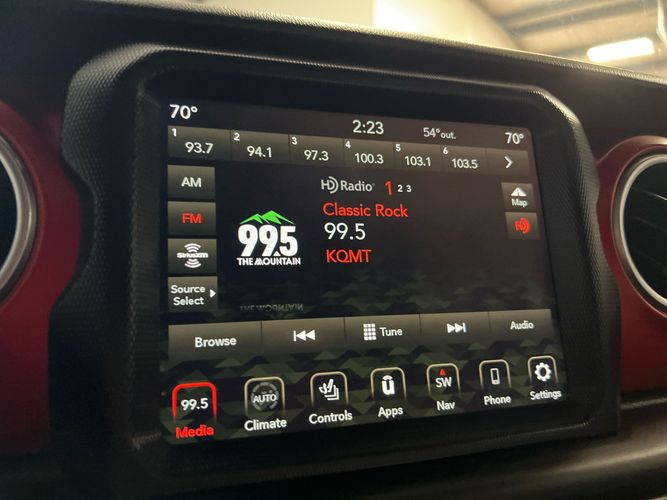 70°
2:23
54° out.
70°
1 93.7
2 94.1
3 97.3
4 100.3
5 103.1
6 103.5
AM
FM
SiriusXM
Source
Select
HD Radio 1 2 3
Classic Rock
99.5
KQMT
99.5
THE MOUNTAIN
THE MOUNTAIN
Map
HD
Browse
Tune
Audio
99.5
Media
AUTO
Climate
Controls
U
Apps
SW
Nav
Phone
Settings